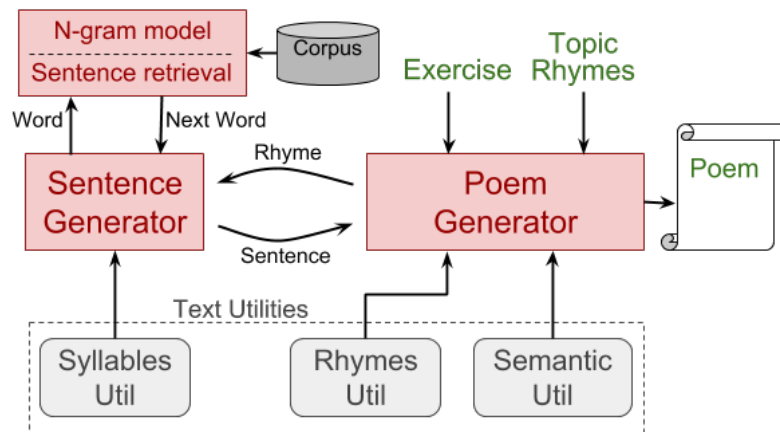 N-gram model
Sentence retrieval
Corpus
Exercise
Topic
Rhymes
Word
Next Word
Rhyme
Sentence
Generator
Poem
Generator
Poem
Sentence
Text Utilities
Syllables
Util
Rhymes
Util
Semantic
Util